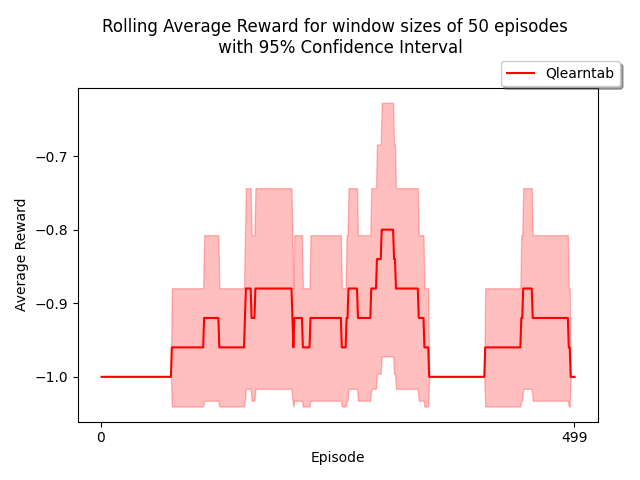 Rolling Average Reward for window sizes of 50 episodes
with 95% Confidence Interval
Qlearntab
−0.7
−0.8
−0.9
−1.0
Average Reward
0
499
Episode